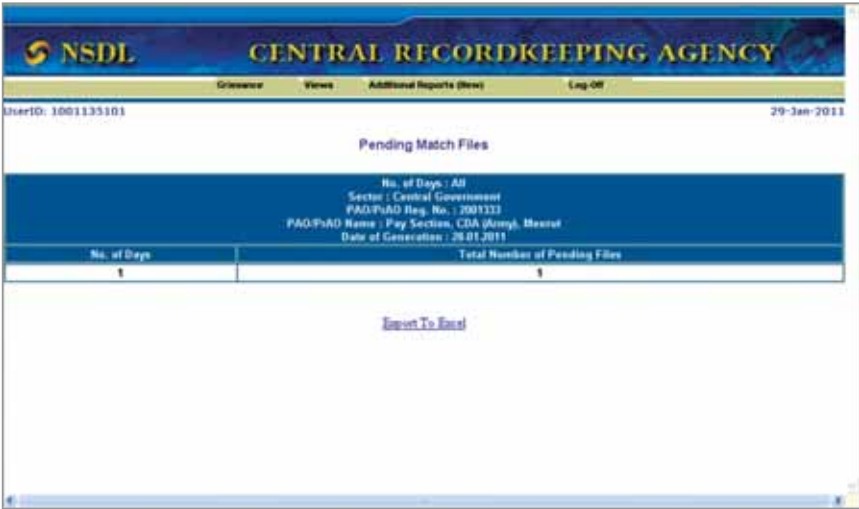 NSDL CENTRAL RECORDKEEPING AGENCY
Grievance Views Additional Reports (New) Log-Off
UserID: 1001135101 29-Jan-2011
Pending Match Files
No. of Days : All
Sector : Central Government
PAO/PrAO Reg. No. : 2001333
PAO/PrAO Name : Pay Section, CDA (Army), Meerut
Date of Generation : 28.01.2011
No. of Days Total Number of Pending Files
1 1
Export To Excel